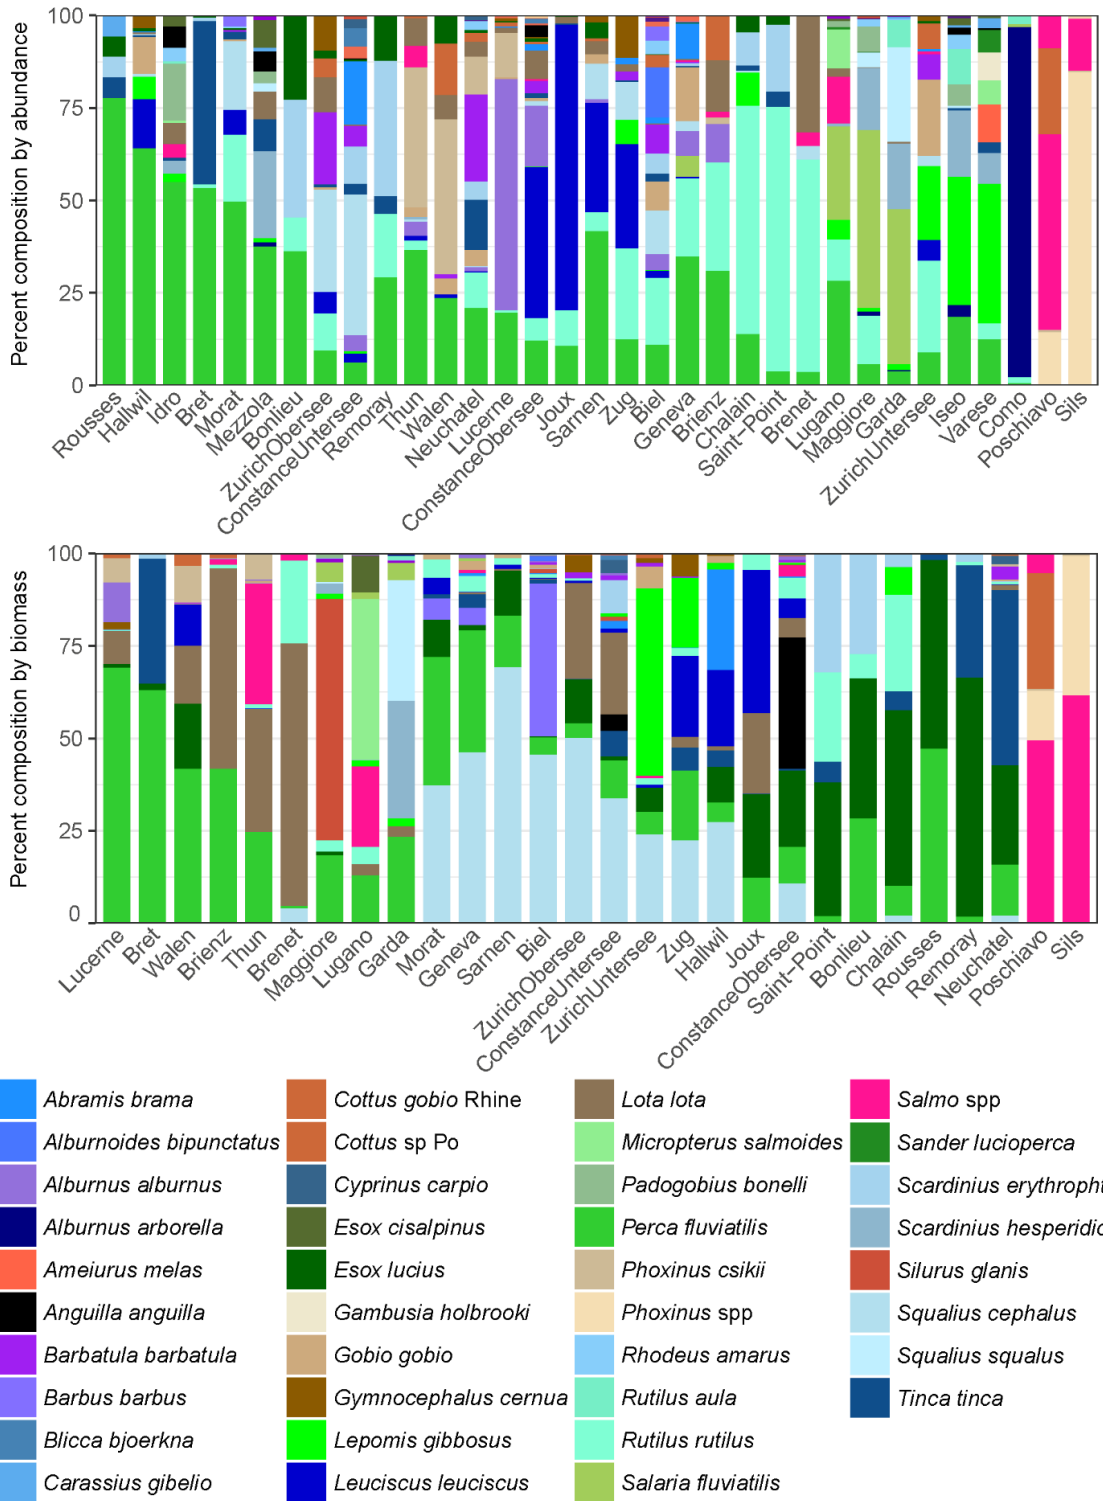 Percent composition by abundance
100
75
50
25
0
Rousses
Hallwil
Idro
Bret
Morat
Mezzola
Bonlieu
ZurichObersee
ConstanceUntersee
Remoray
Thun
Walen
Neuchatel
Lucerne
ConstanceObersee
Joux
Sarnen
Zug
Biel
Geneva
Brienz
Chalain
Saint-Point
Brenet
Lugano
Maggiore
Garda
ZurichUntersee
Iseo
Varese
Como
Poschiavo
Sils
Percent composition by biomass
100
75
50
25
0
Lucerne
Bret
Walen
Brienz
Thun
Brenet
Maggiore
Lugano
Garda
Morat
Geneva
Sarnen
Biel
ZurichObersee
ConstanceUntersee
ZurichUntersee
Zug
Hallwil
Joux
ConstanceObersee
Saint-Point
Bonlieu
Chalain
Rousses
Remoray
Neuchatel
Poschiavo
Sils
Abramis brama
Alburnoides bipunctatus
Alburnus alburnus
Alburnus arborella
Ameiurus melas
Anguilla anguilla
Barbatula barbatula
Barbus barbus
Blicca bjoerkna
Carassius gibelio
Cottus gobio Rhine
Cottus sp Po
Cyprinus carpio
Esox cisalpinus
Esox lucius
Gambusia holbrooki
Gobio gobio
Gymnocephalus cernua
Lepomis gibbosus
Leuciscus leuciscus
Lota lota
Micropterus salmoides
Padogobius bonelli
Perca fluviatilis
Phoxinus csikii
Phoxinus spp
Rhodeus amarus
Rutilus aula
Rutilus rutilus
Salaria fluviatilis
Salmo spp
Sander lucioperca
Scardinius
Scardinius
Silurus glanis
Squalius cephalus
Squalius squalus
Tinca tinca